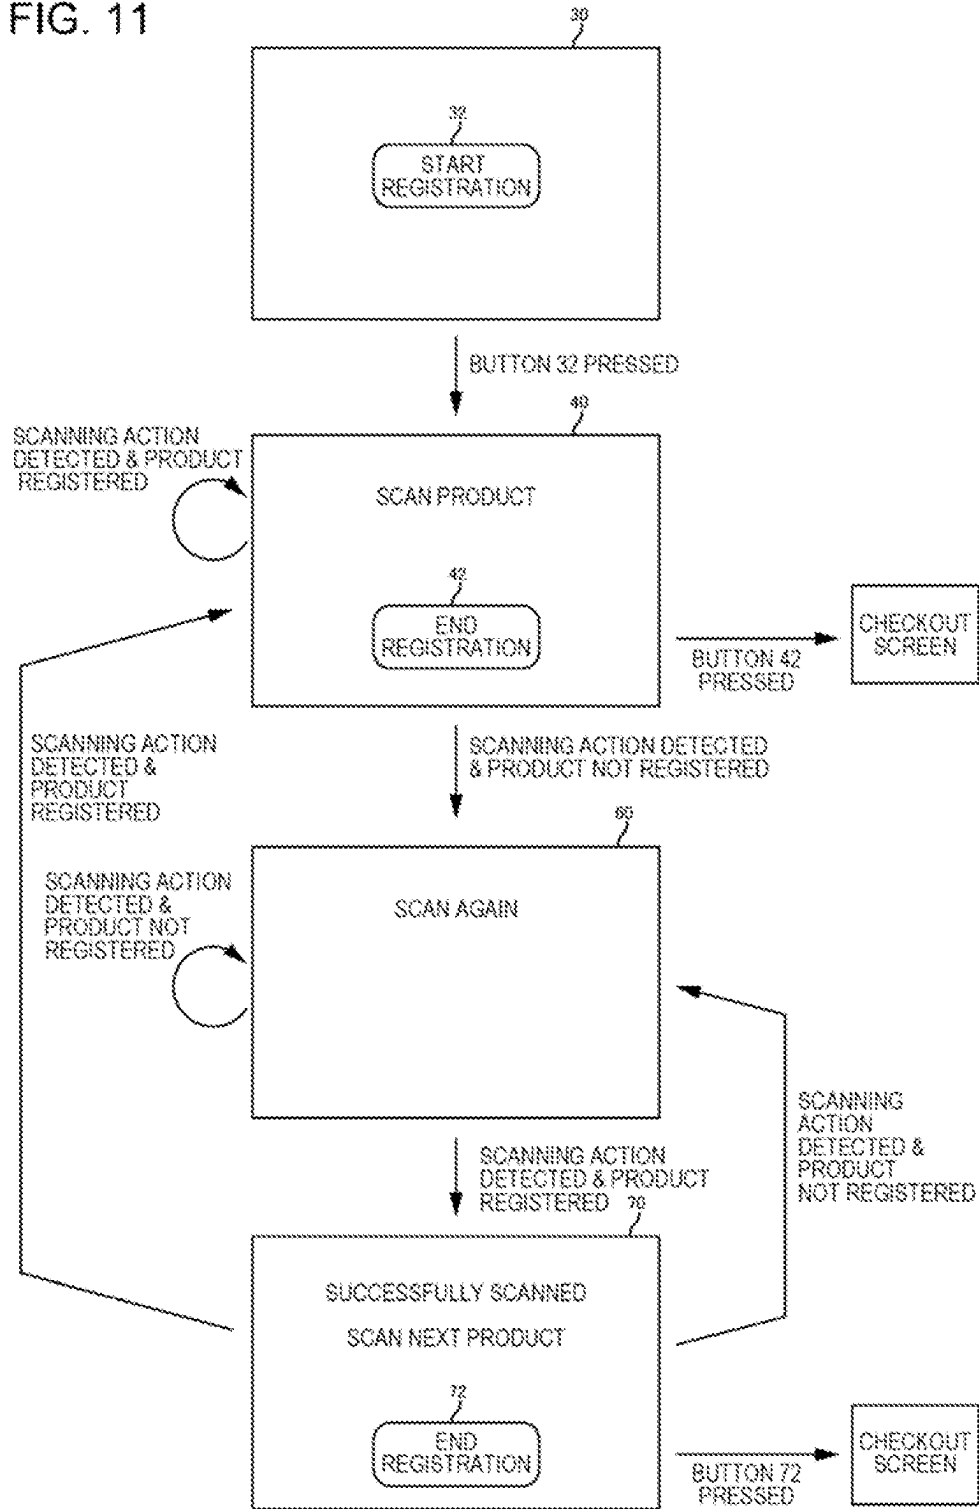 FIG. 11
30
32
START
REGISTRATION
BUTTON 32 PRESSED
40
SCANNING ACTION
DETECTED & PRODUCT
REGISTERED
SCAN PRODUCT
42
END
REGISTRATION
BUTTON 42
PRESSED
CHECKOUT
SCREEN
SCANNING ACTION
DETECTED &
PRODUCT
REGISTERED
SCANNING ACTION DETECTED
& PRODUCT NOT REGISTERED
60
SCANNING ACTION
DETECTED &
PRODUCT NOT
REGISTERED
SCAN AGAIN
SCANNING
ACTION
DETECTED &
PRODUCT
NOT REGISTERED
SCANNING ACTION
DETECTED & PRODUCT
REGISTERED
70
SUCCESSFULLY SCANNED
SCAN NEXT PRODUCT
72
END
REGISTRATION
BUTTON 72
PRESSED
CHECKOUT
SCREEN